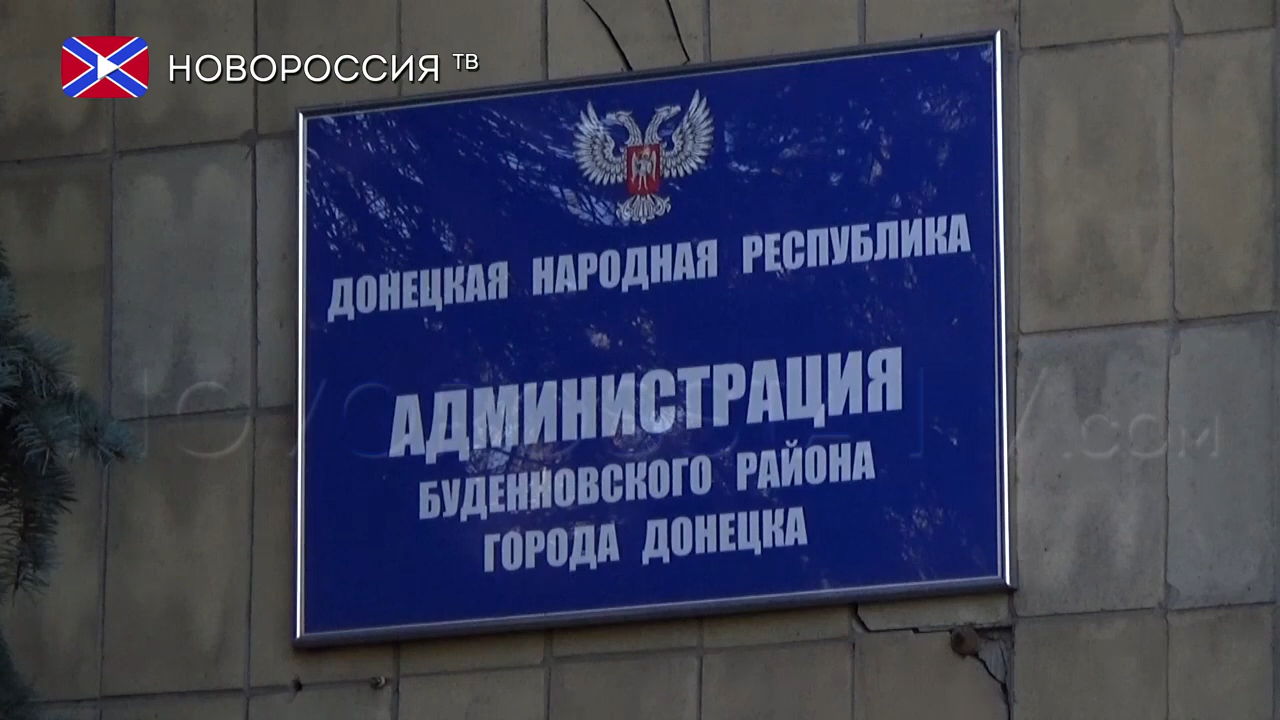 НОВОРОССИЯ ТВ
ДОНЕЦКАЯ НАРОДНАЯ РЕСПУБЛИКА
АДМИНИСТРАЦИЯ
БУДЕННОВСКОГО РАЙОНА
ГОРОДА ДОНЕЦКА